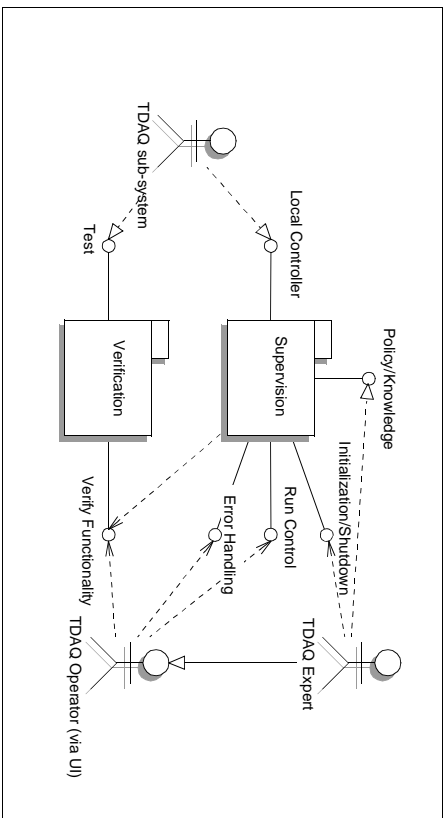 TDAQ sub-system
Local Controller
Test
Policy/Knowledge
Supervision
Verification
Initialization/Shutdown
Run Control
Error Handling
Verify Functionality
TDAQ Expert
TDAQ Operator (via UI)